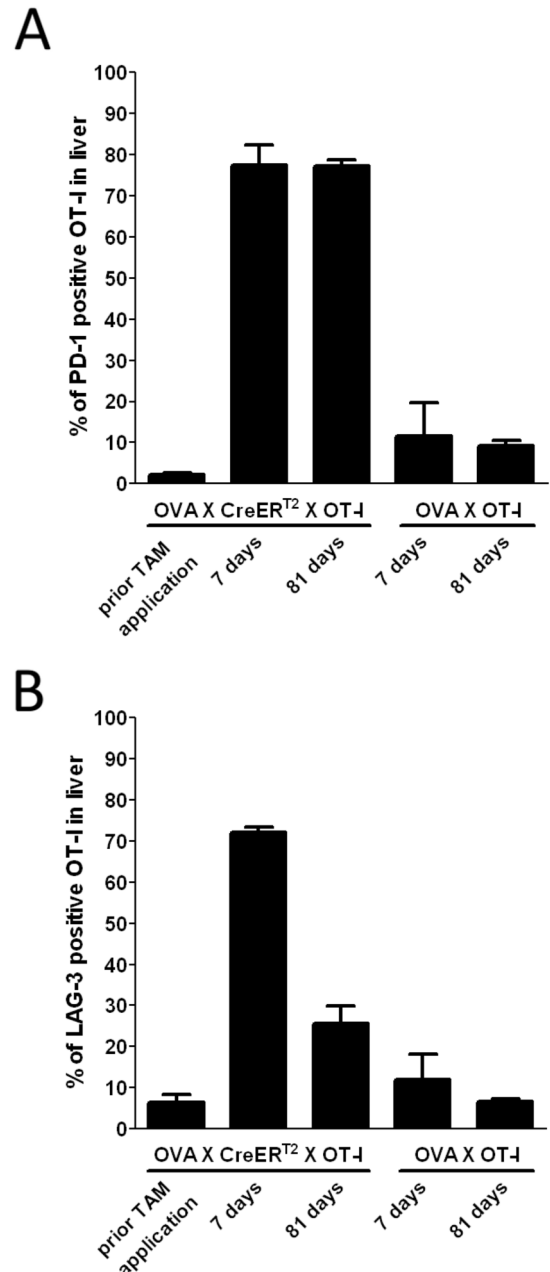 A
% of PD-1 positive OT-I in liver
100
90
80
70
60
50
40
30
20
10
0
OVA X CreER^T2 X OT-I
OVA X OT-I
prior TAM
application
7 days
81 days
7 days
81 days
B
% of LAG-3 positive OT-I in liver
100
90
80
70
60
50
40
30
20
10
0
OVA X CreER^T2 X OT-I
OVA X OT-I
prior TAM
application
7 days
81 days
7 days
81 days